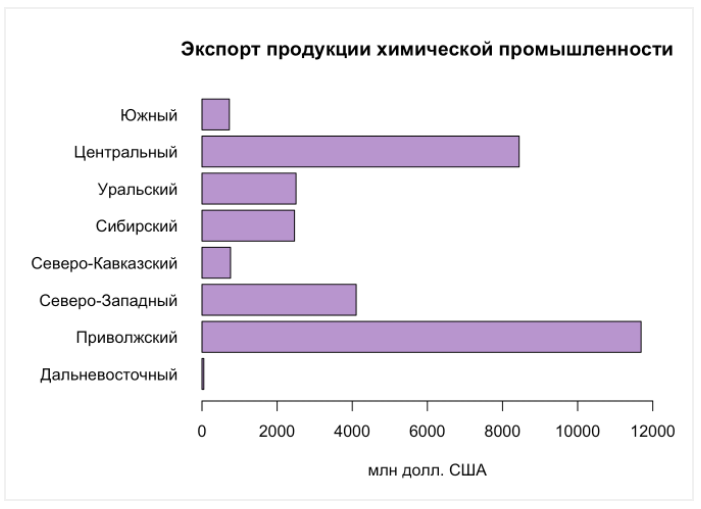 Экспорт продукции химической промышленности
Южный
Центральный
Уральский
Сибирский
Северо-Кавказский
Северо-Западный
Приволжский
Дальневосточный
0 2000 4000 6000 8000 10000 12000
млн долл. США